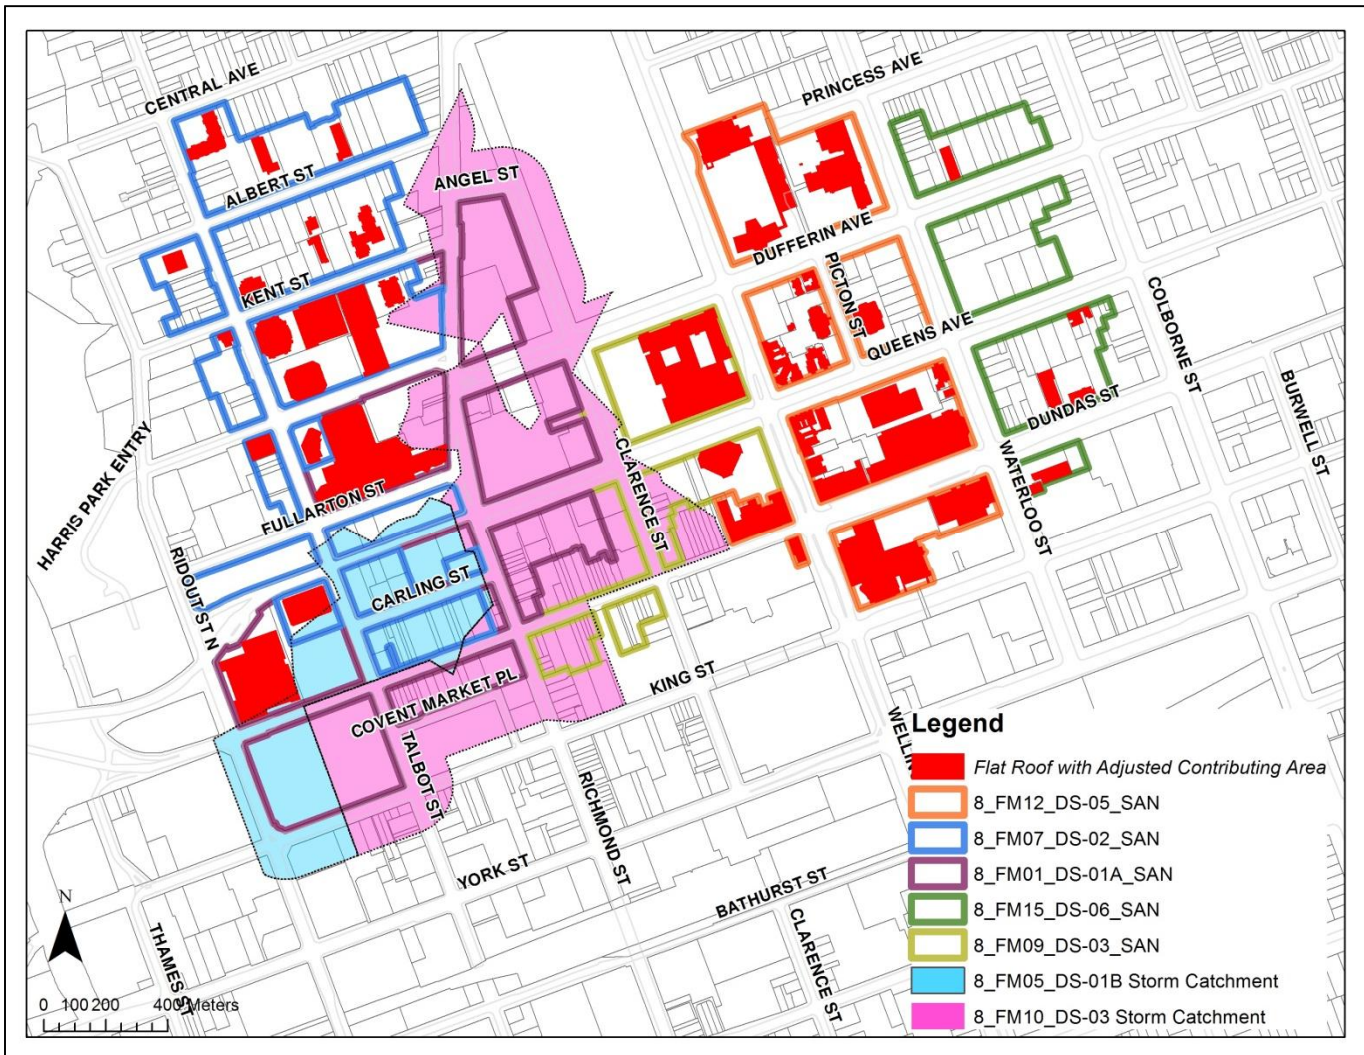 CENTRAL AVE
PRINCESS AVE
ANGEL ST
ALBERT ST
DUFFERIN AVE
KENT ST
PICTON ST
QUEENS AVE
COLBORNE ST
BURWELL ST
DUNDAS ST
HARRIS PARK ENTRY
CLARENCE ST
WATERLOO ST
FULLARTON ST
RIDOUT ST N
CARLING ST
KING ST
COVENT MARKET PL
TALBOT ST
WELLIN
RICHMOND ST
YORK ST
BATHURST ST
CLARENCE ST
THAMES ST
N
0 100 200 400 Meters
Legend
Flat Roof with Adjusted Contributing Area
8_FM12_DS-05_SAN
8_FM07_DS-02_SAN
8_FM01_DS-01A_SAN
8_FM15_DS-06_SAN
8_FM09_DS-03_SAN
8_FM05_DS-01B Storm Catchment
8_FM10_DS-03 Storm Catchment